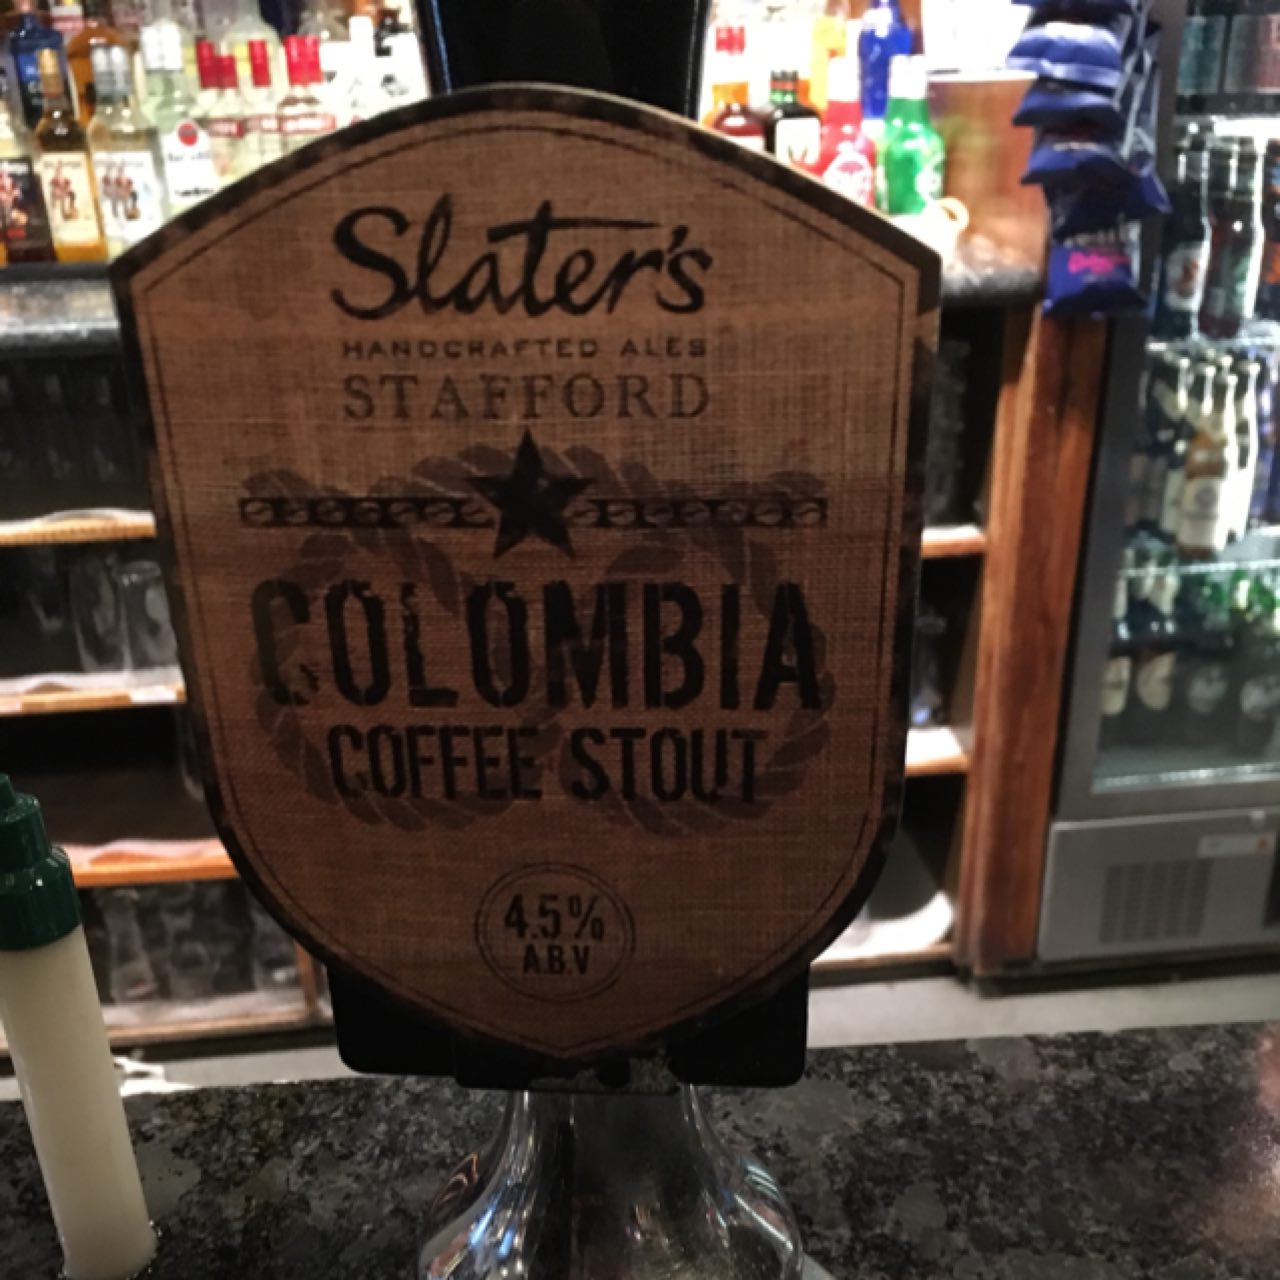 Slater's
HANDCRAFTED ALES
STAFFORD
COLOMBIA
COFFEE STOUT
4.5%
A.B.V